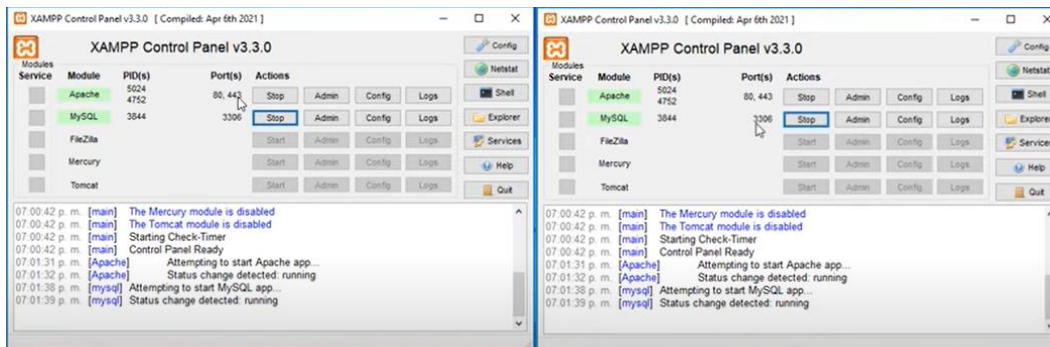 XAMPP Control Panel v3.3.0 [ Compiled: Apr 6th 2021 ]
XAMPP Control Panel v3.3.0
Config
Modules
Service Module PID(s) Port(s) Actions
Netstat
Apache 5024 4752 80, 443 Stop Admin Config Logs
Shell
MySQL 3844 3306 Stop Admin Config Logs
Explorer
FileZilla Start Admin Config Logs
Services
Mercury Start Admin Config Logs
Help
Tomcat Start Admin Config Logs
Quit
07:00:42 p. m. [main] The Mercury module is disabled
07:00:42 p. m. [main] The Tomcat module is disabled
07:00:42 p. m. [main] Starting Check-Timer
07:00:42 p. m. [main] Control Panel Ready
07:01:31 p. m. [Apache] Attempting to start Apache app...
07:01:32 p. m. [Apache] Status change detected: running
07:01:38 p. m. [mysql] Attempting to start MySQL app...
07:01:39 p. m. [mysql] Status change detected: running
XAMPP Control Panel v3.3.0 [ Compiled: Apr 6th 2021 ]
XAMPP Control Panel v3.3.0
Config
Modules
Service Module PID(s) Port(s) Actions
Netstat
Apache 5024 4752 80, 443 Stop Admin Config Logs
Shell
MySQL 3844 3306 Stop Admin Config Logs
Explorer
FileZilla Start Admin Config Logs
Service
Mercury Start Admin Config Logs
Help
Tomcat Start Admin Config Logs
Quit
07:00:42 p. m. [main] The Mercury module is disabled
07:00:42 p. m. [main] The Tomcat module is disabled
07:00:42 p. m. [main] Starting Check-Timer
07:00:42 p. m. [main] Control Panel Ready
07:01:31 p. m. [Apache] Attempting to start Apache app...
07:01:32 p. m. [Apache] Status change detected: running
07:01:38 p. m. [mysql] Attempting to start MySQL app...
07:01:39 p. m. [mysql] Status change detected: running